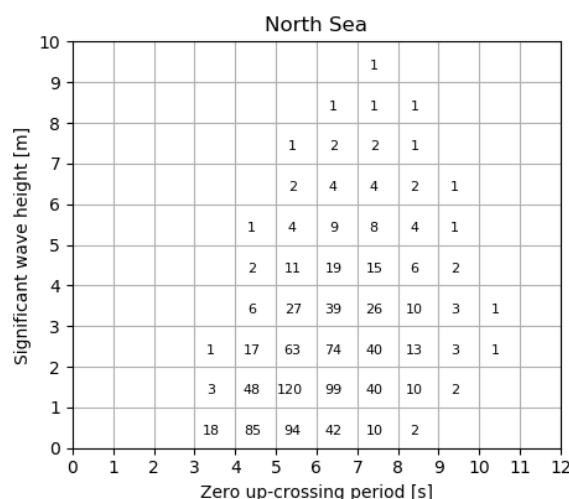 North Sea
Significant wave height [m]
10
9
1
8
1 1 1
7
1 2 2 1
6
2 4 4 2 1
5
1 4 9 8 4 1
4
2 11 19 15 6 2
3
6 27 39 26 10 3 1
2
1 17 63 74 40 13 3 1
1
3 48 120 99 40 10 2
0
18 85 94 42 10 2
0 1 2 3 4 5 6 7 8 9 10 11 12
Zero up-crossing period [s]